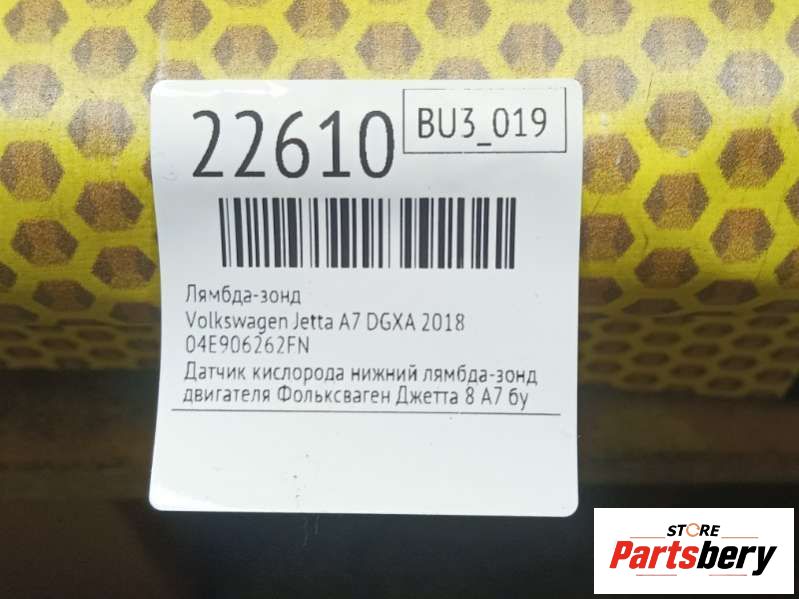 22610
BU3_019
Лямбда-зонд
Volkswagen Jetta A7 DGXA 2018
04E906262FN
Датчик кислорода нижний лямбда-зонд
двигателя Фольксваген Джетта 8 А7 бу
STORE
Partsbery